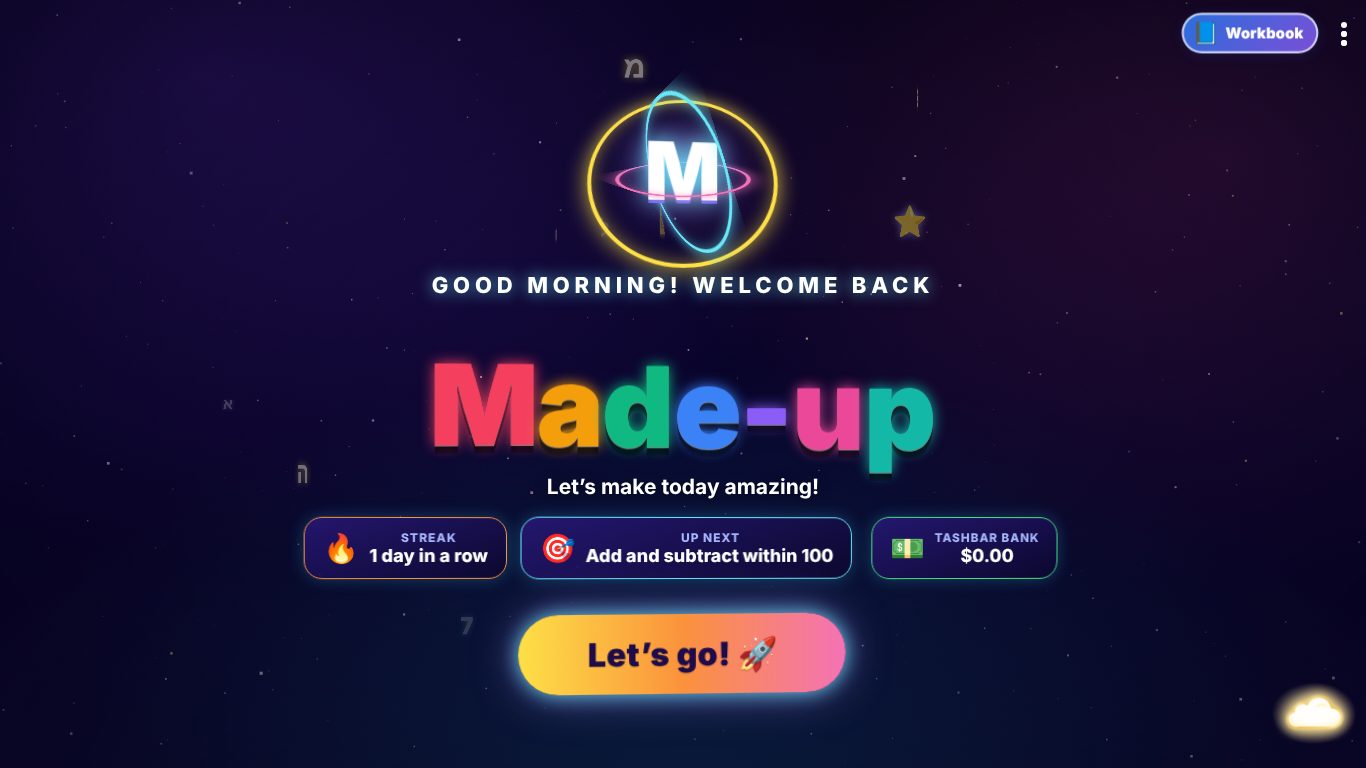 Workbook
מ
M
GOOD MORNING! WELCOME BACK
Made-up
א
ה
Let’s make today amazing!
STREAK
1 day in a row
UP NEXT
Add and subtract within 100
TASHBAR BANK
$0.00
7
Let’s go!